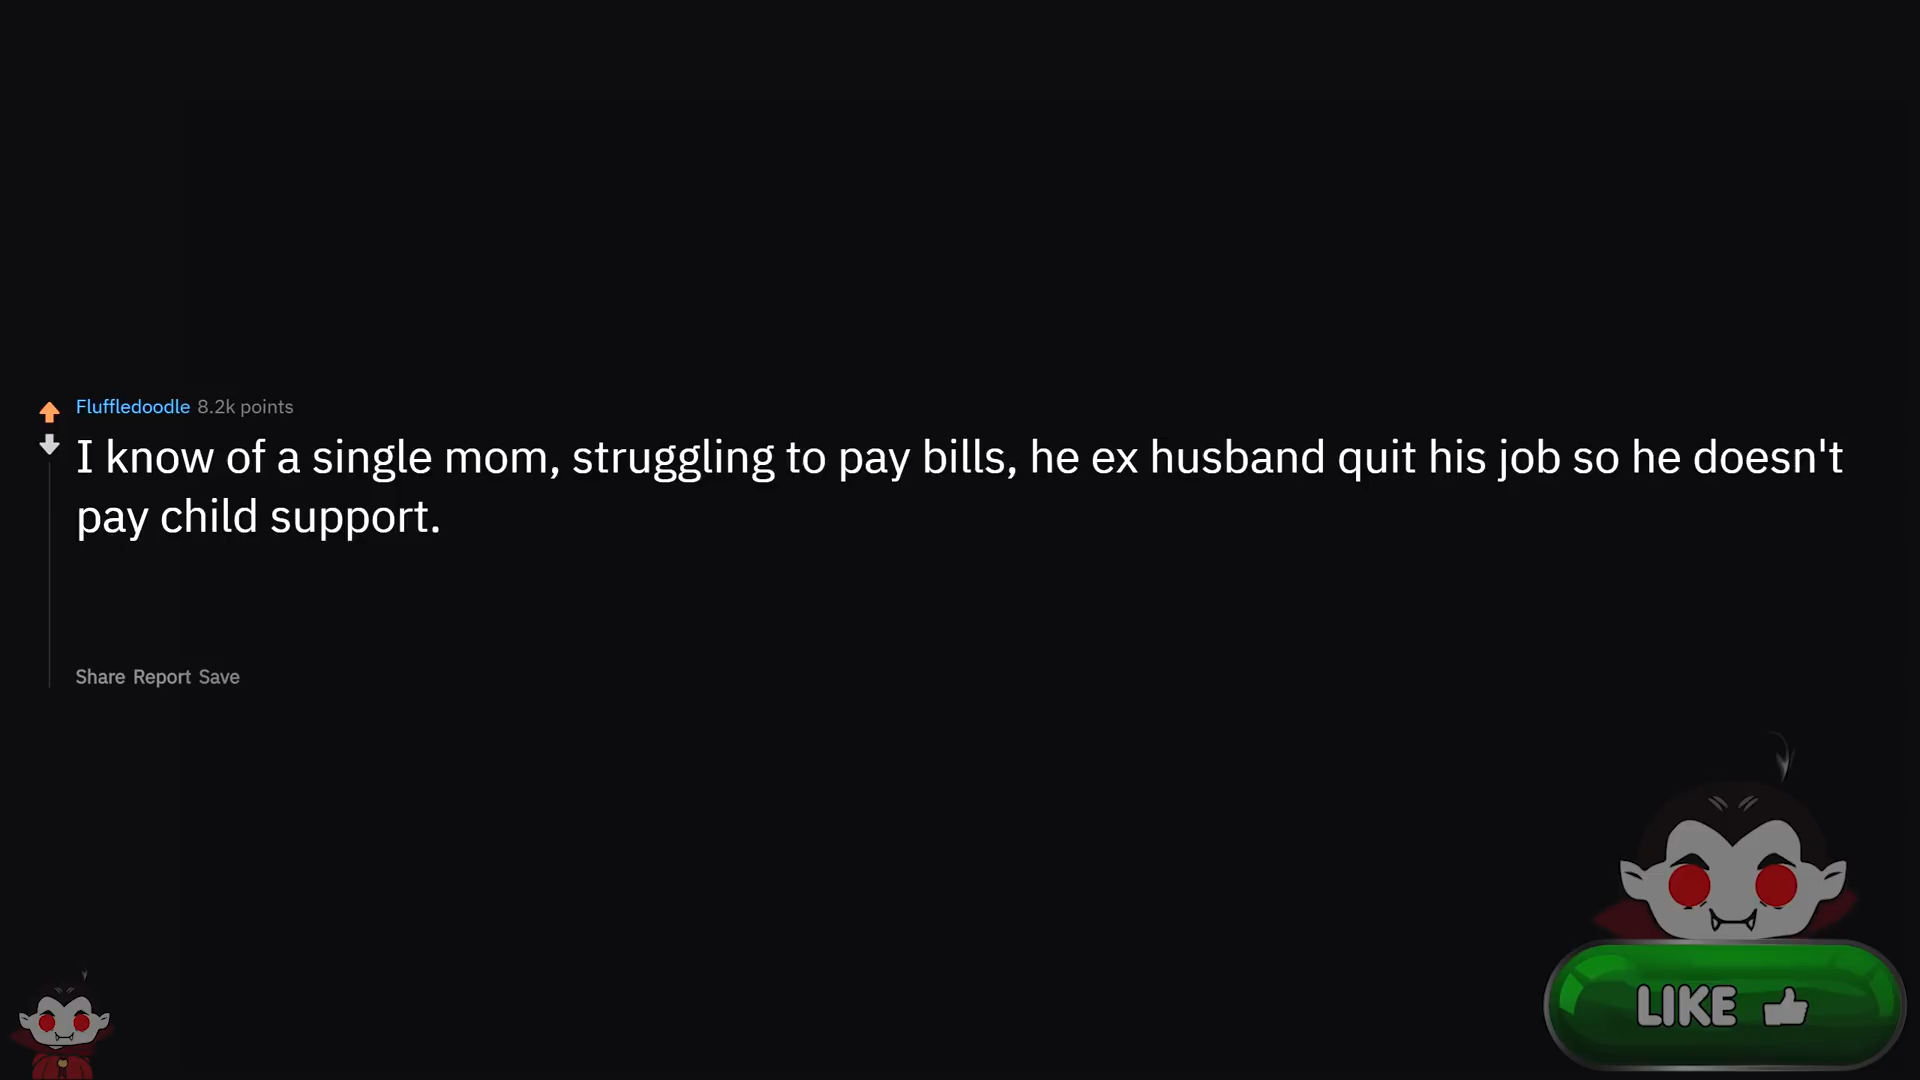 Fluffledoodle 8.2k points
I know of a single mom, struggling to pay bills, he ex husband quit his job so he doesn't
pay child support.
Share Report Save
LIKE